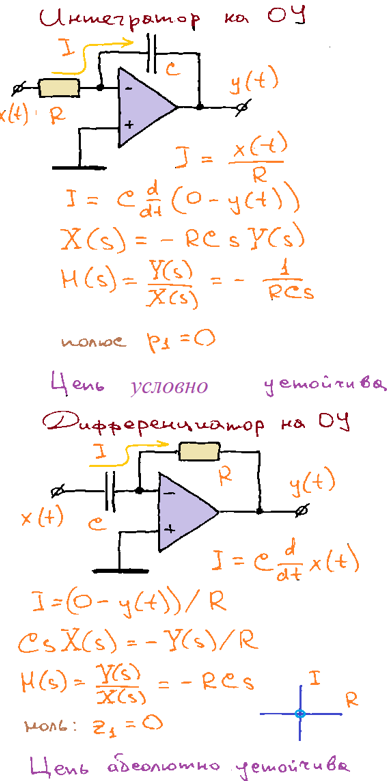 Интегратор на ОУ
I
C
y(t)
-
+
x(t)
R
I = x(t)/R
I = C d/dt (0 - y(t))
X(s) = - RCs Y(s)
H(s) = Y(s)/X(s) = - 1/RCs
полюс p₁ = 0
Цепь условно устойчива
Дифференциатор на ОУ
I
R
y(t)
-
+
x(t)
C
I = C d/dt x(t)
I = (0 - y(t))/R
CsX(s) = -Y(s)/R
H(s) = Y(s)/X(s) = - RCs
I
R
ноль: z₁ = 0
Цепь абсолютно устойчива